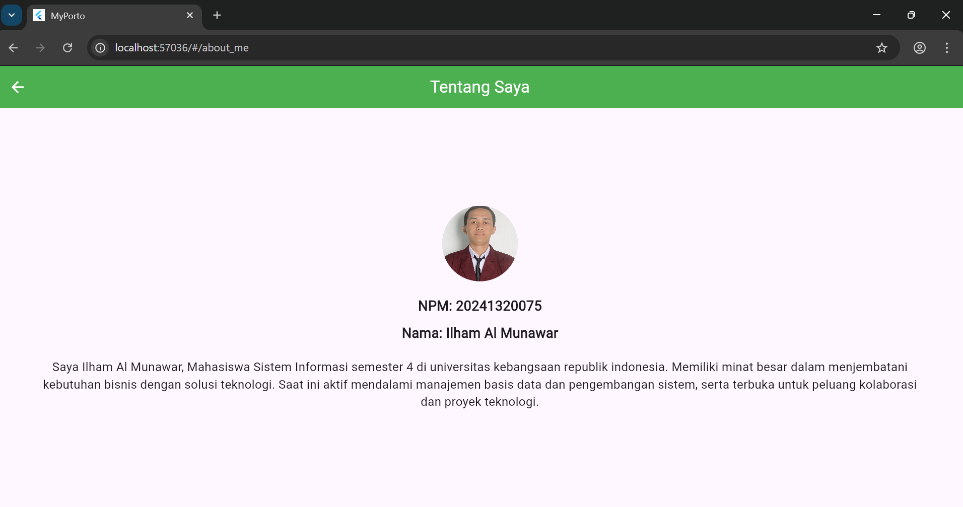 MyPorto
localhost:57036/#/about_me
Tentang Saya
NPM: 20241320075
Nama: Ilham Al Munawar
Saya Ilham Al Munawar, Mahasiswa Sistem Informasi semester 4 di universitas kebangsaan republik indonesia. Memiliki minat besar dalam menjembatani
kebutuhan bisnis dengan solusi teknologi. Saat ini aktif mendalami manajemen basis data dan pengembangan sistem, serta terbuka untuk peluang kolaborasi
dan proyek teknologi.